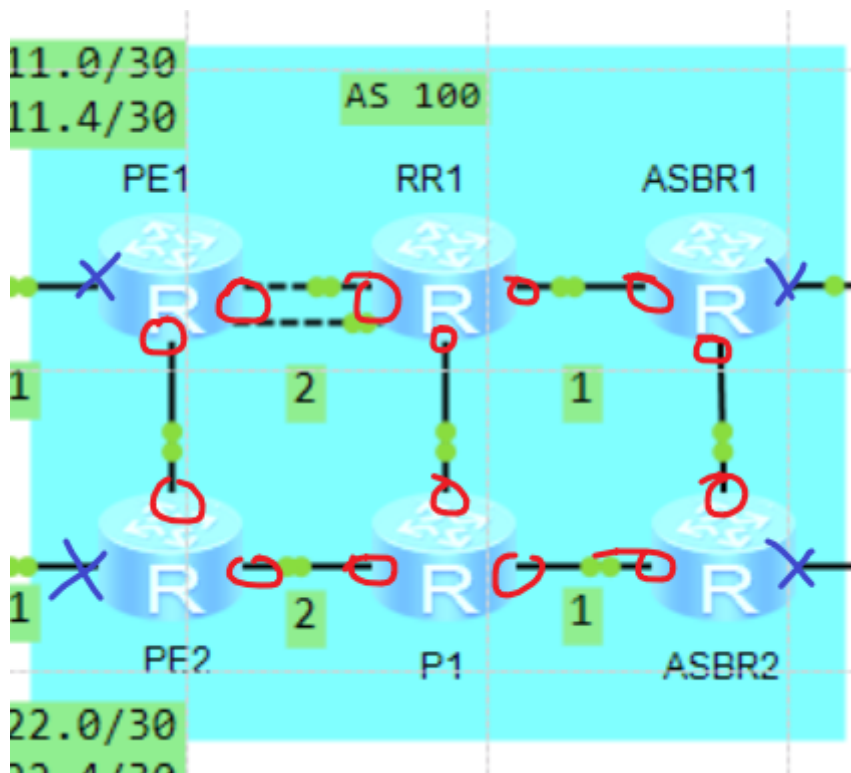 11.0/30
11.4/30
AS 100
PE1 RR1 ASBR1
R R R
1 2 1
R R R
1 2 1
PE2 P1 ASBR2
22.0/30